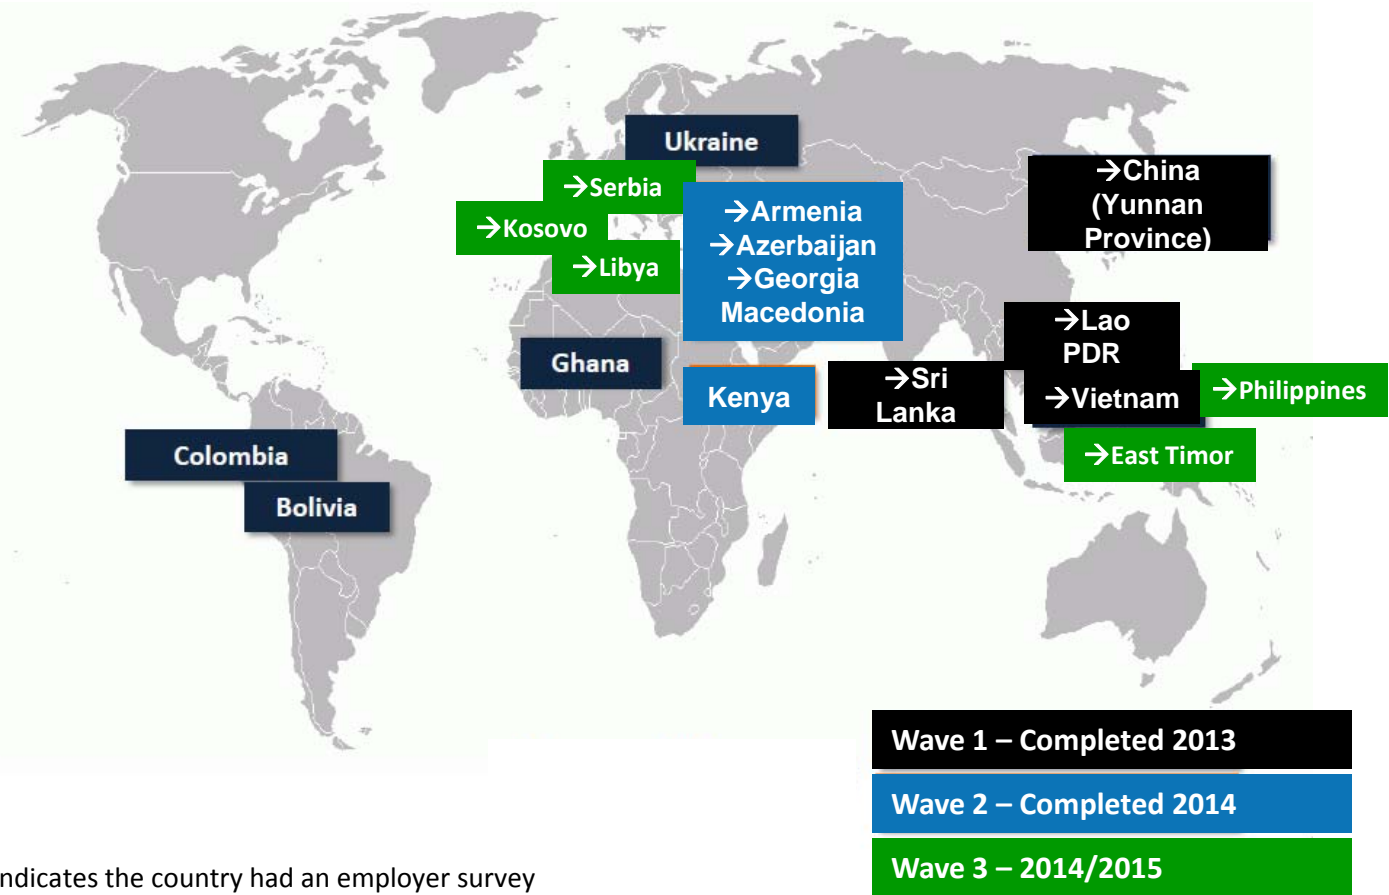 Ukraine
→China
(Yunnan
Province)
→Serbia
→Armenia
→Azerbaijan
→Georgia
Macedonia
→Kosovo
→Libya
→Lao
PDR
Ghana
→Sri
Lanka
Kenya
→Vietnam
→Philippines
Colombia
→East Timor
Bolivia
Wave 1 – Completed 2013
Wave 2 – Completed 2014
Wave 3 – 2014/2015
ndicates the country had an employer survey